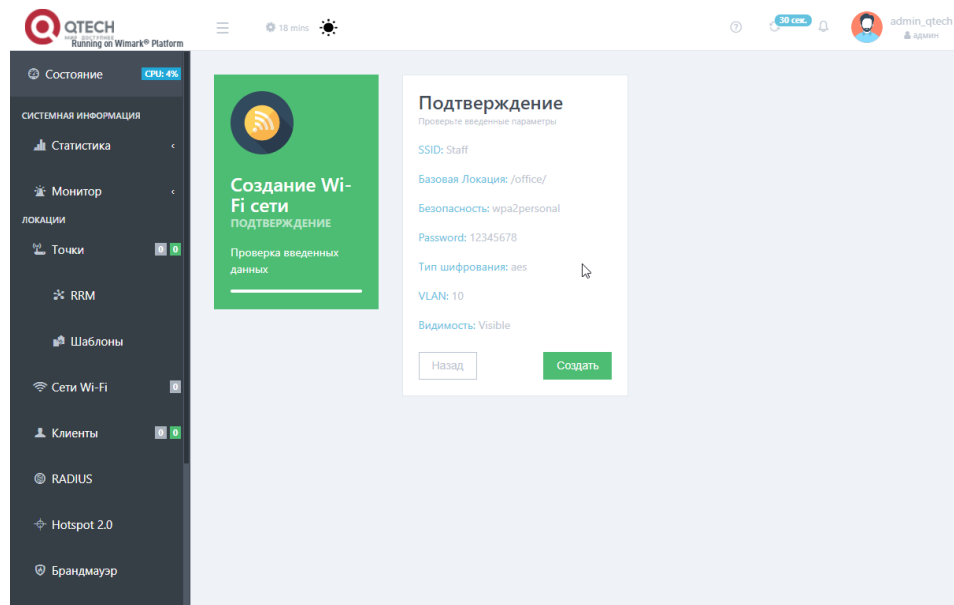 QTECH
МИР ДОСТУПНЕЕ
Running on Wimark® Platform
18 mins
30 сек.
admin_qtech
админ
Состояние CPU: 4%
СИСТЕМНАЯ ИНФОРМАЦИЯ
Статистика
Монитор
ЛОКАЦИИ
Точки 0 0
RRM
Шаблоны
Сети Wi-Fi 0
Клиенты 0 0
RADIUS
Hotspot 2.0
Брандмауэр
Создание Wi-
Fi сети
ПОДТВЕРЖДЕНИЕ
Проверка введенных
данных
Подтверждение
Проверьте введенные параметры
SSID: Staff
Базовая Локация: /office/
Безопасность: wpa2personal
Password: 12345678
Тип шифрования: aes
VLAN: 10
Видимость: Visible
Назад
Создать